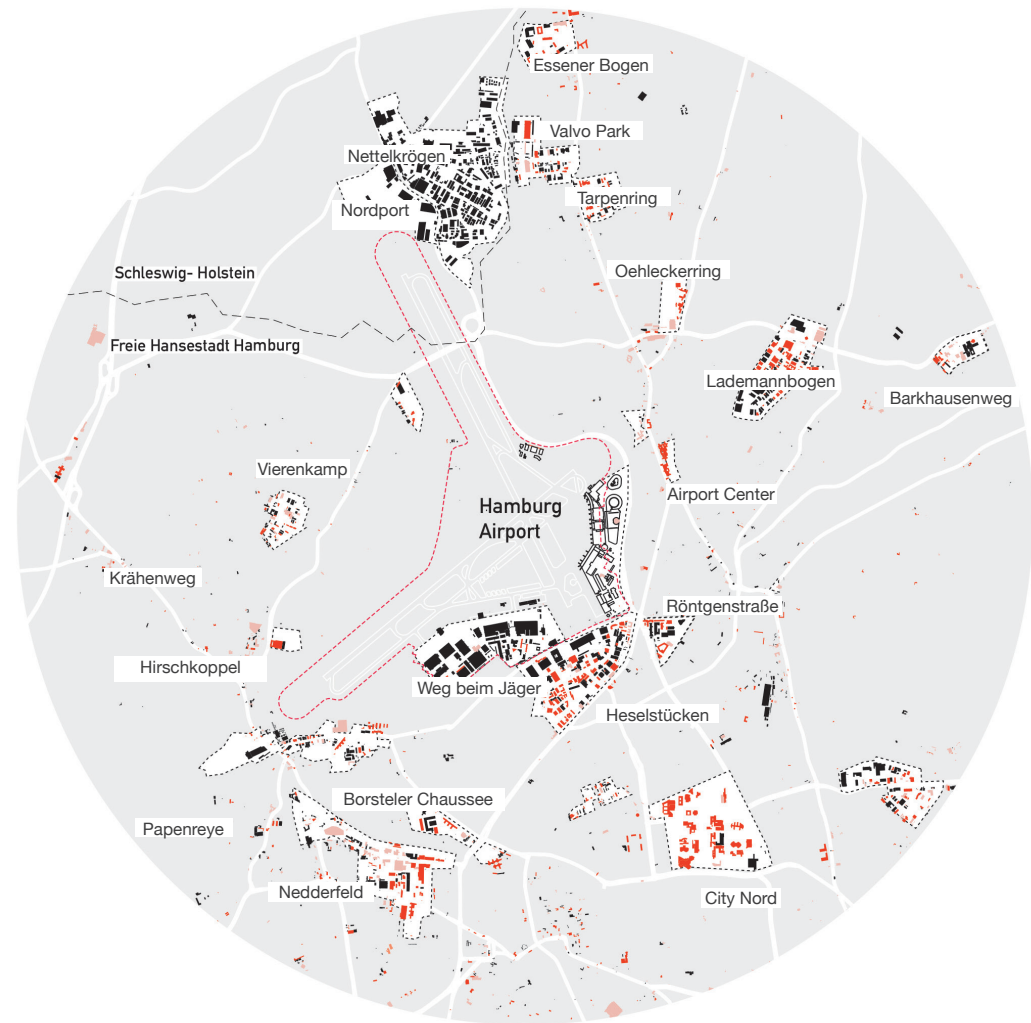 Essener Bogen
Valvo Park
Nettelkrögen
Tarpenring
Nordport
Schleswig- Holstein
Oehleckerring
Freie Hansestadt Hamburg
Lademannbogen
Barkhausenweg
Vierenkamp
Airport Center
Hamburg
Airport
Krähenweg
Röntgenstraße
Hirschkoppel
Weg beim Jäger
Heselstücken
Borsteler Chaussee
Papenreye
Nedderfeld
City Nord